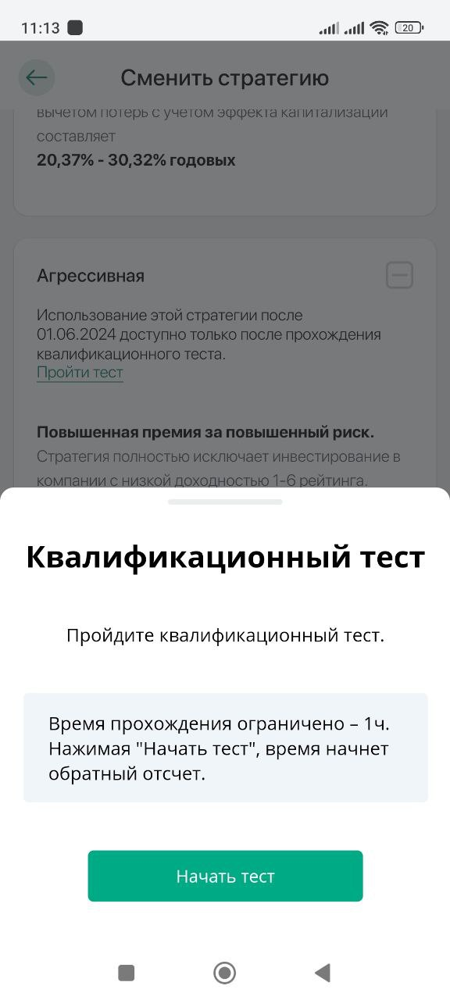 11:13
20
Сменить стратегию
вычетом потерь с учетом эффекта капитализации
составляет
20,37% - 30,32% годовых
Агрессивная
Использование этой стратегии после
01.06.2024 доступно только после прохождения
квалификационного теста.
Пройти тест
Повышенная премия за повышенный риск.
Стратегия полностью исключает инвестирование в
компании с низкой доходностью 1-6 рейтинга.
Квалификационный тест
Пройдите квалификационный тест.
Время прохождения ограничено – 1ч.
Нажимая "Начать тест", время начнет
обратный отсчет.
Начать тест